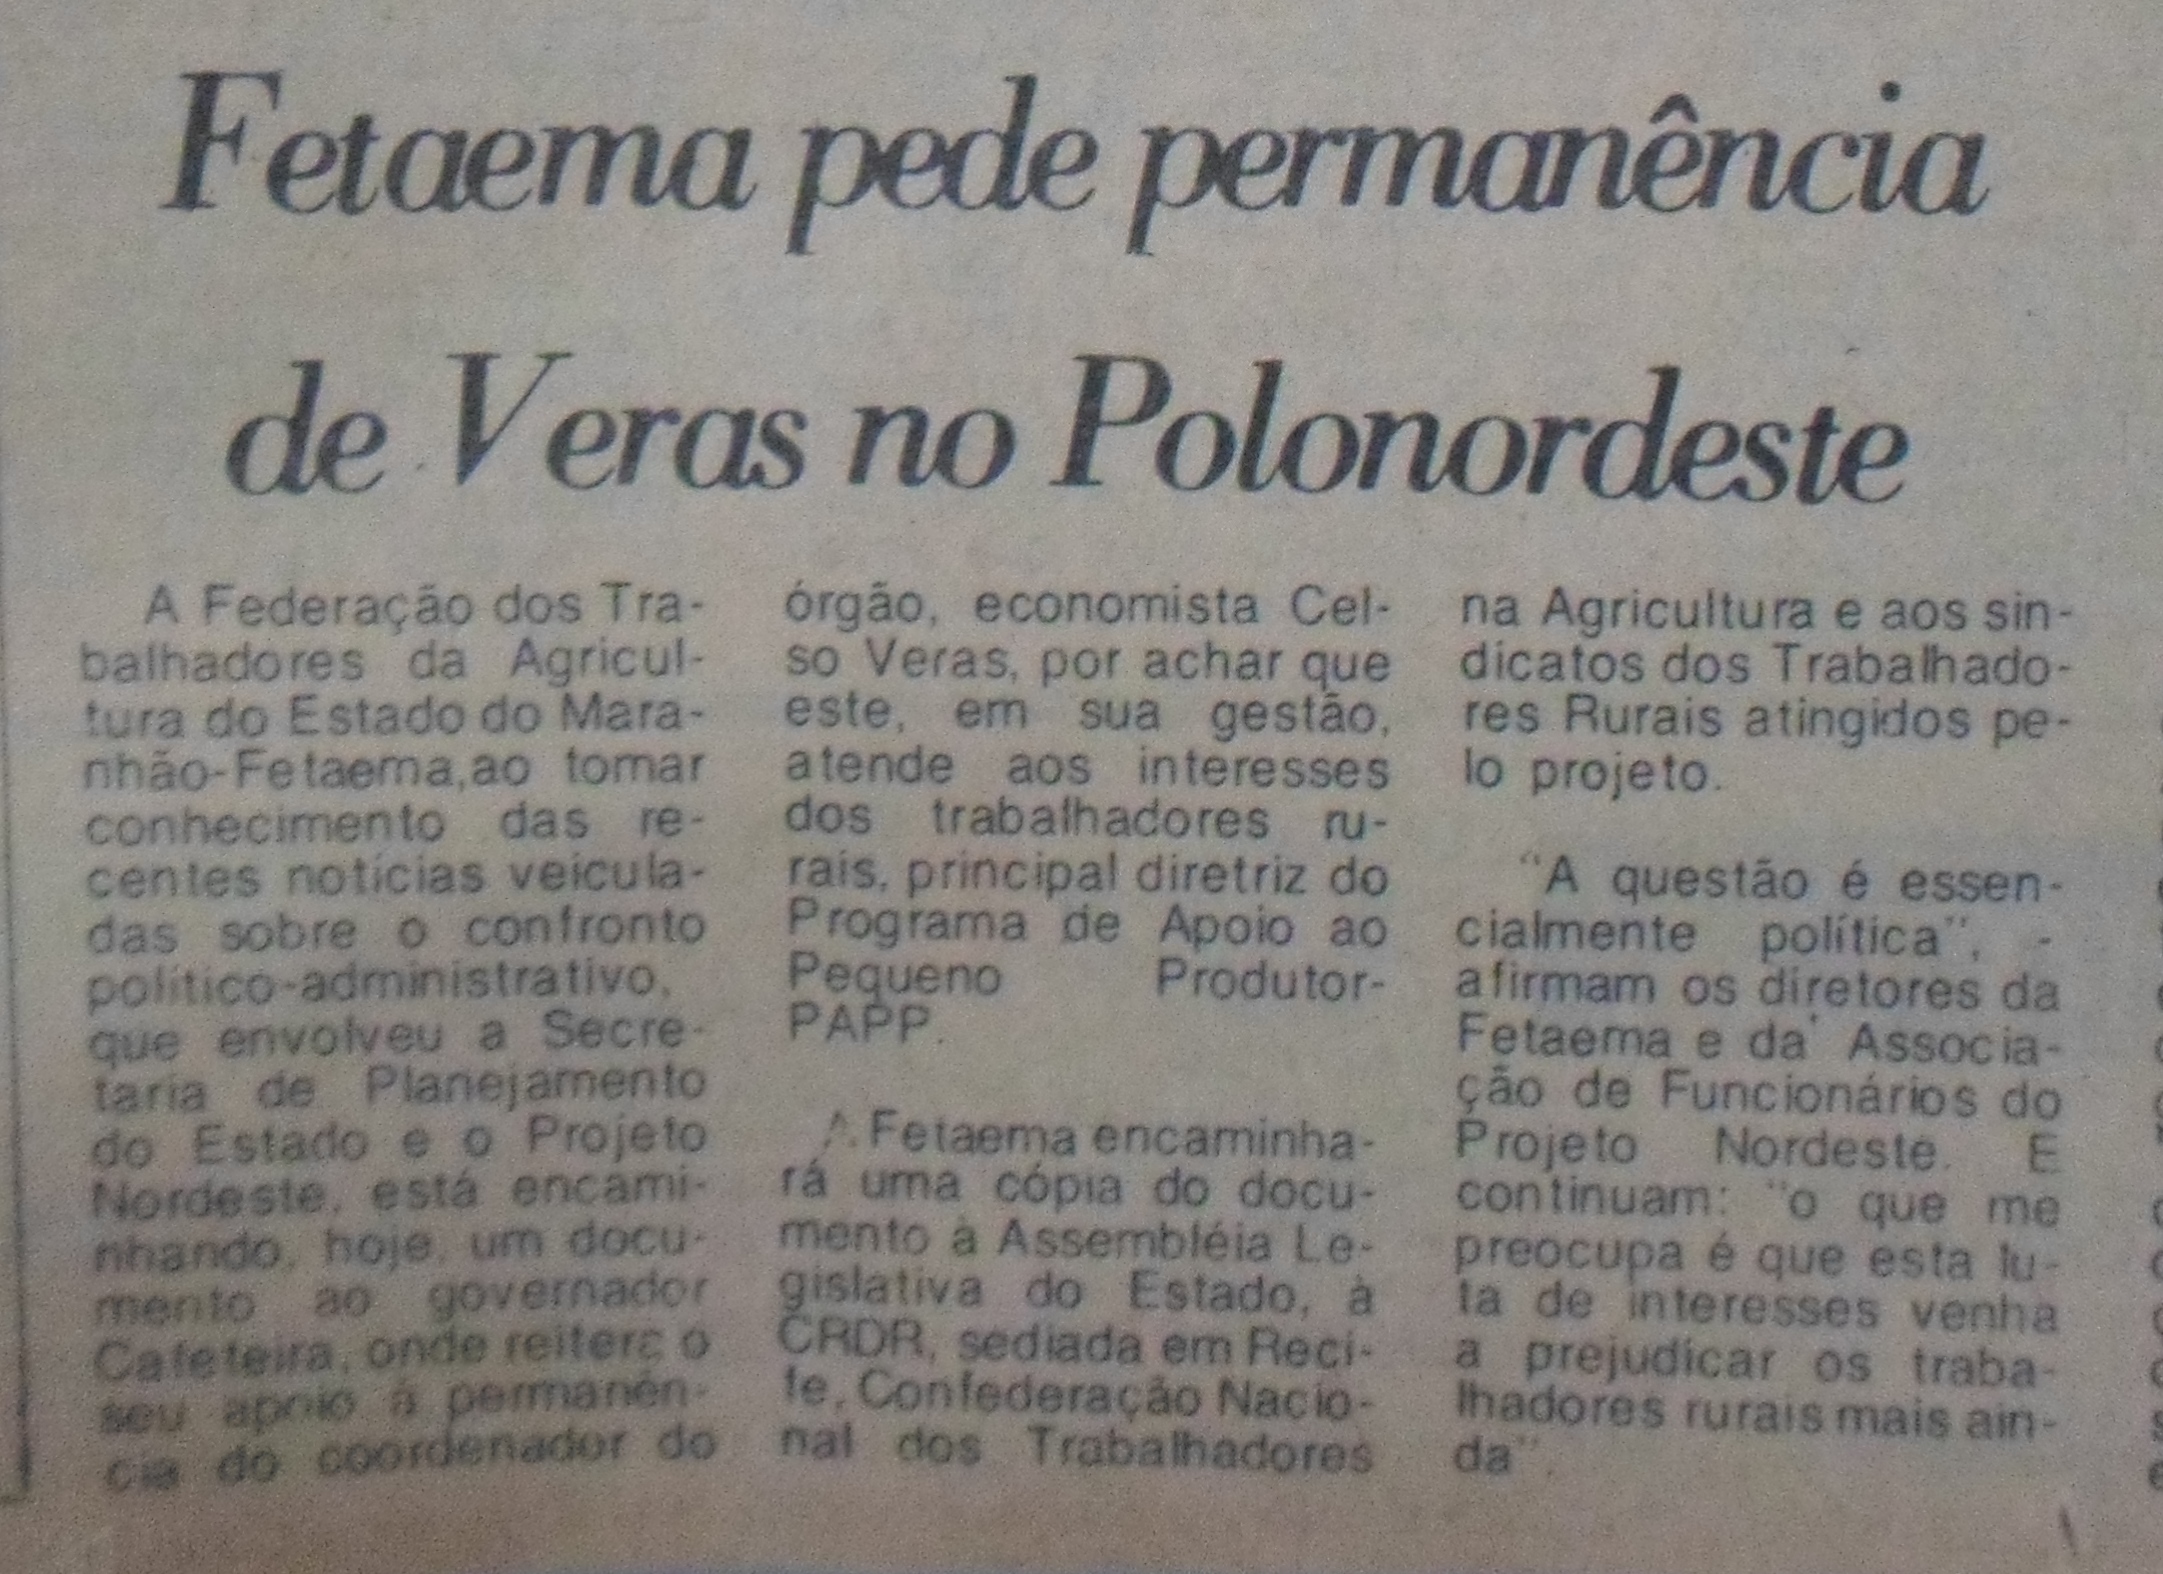 Fetaema pede permanência
de Veras no Polonordeste
A Federação dos Tra-
balhadores da Agricul-
tura do Estado do Mara-
nhão-Fetaema,ao tomar
conhecimento das re-
centes notícias veicula-
das sobre o confronto
político-administrativo,
que envolveu a Secre-
taria de Planejamento
do Estado e o Projeto
Nordeste, está encami-
nhando, hoje, um docu-
mento ao governador
Cafeteira, onde reitera o
seu apoio à permanên-
cia do coordenador do
órgão, economista Cel-
so Veras, por achar que
este, em sua gestão,
atende aos interesses
dos trabalhadores ru-
rais, principal diretriz do
Programa de Apoio ao
Pequeno Produtor-
PAPP.
A Fetaema encaminha-
rá uma cópia do docu-
mento à Assembléia Le-
gislativa do Estado, à
CRDR, sediada em Reci-
fe, Confederação Nacio-
nal dos Trabalhadores
na Agricultura e aos sin-
dicatos dos Trabalhado-
res Rurais atingidos pe-
lo projeto.
"A questão é essen-
cialmente política", -
afirmam os diretores da
Fetaema e da Associa-
ção de Funcionários do
Projeto Nordeste. E
continuam: "o que me
preocupa é que esta lu-
ta de interesses venha
a prejudicar os traba-
lhadores rurais mais ain-
da".